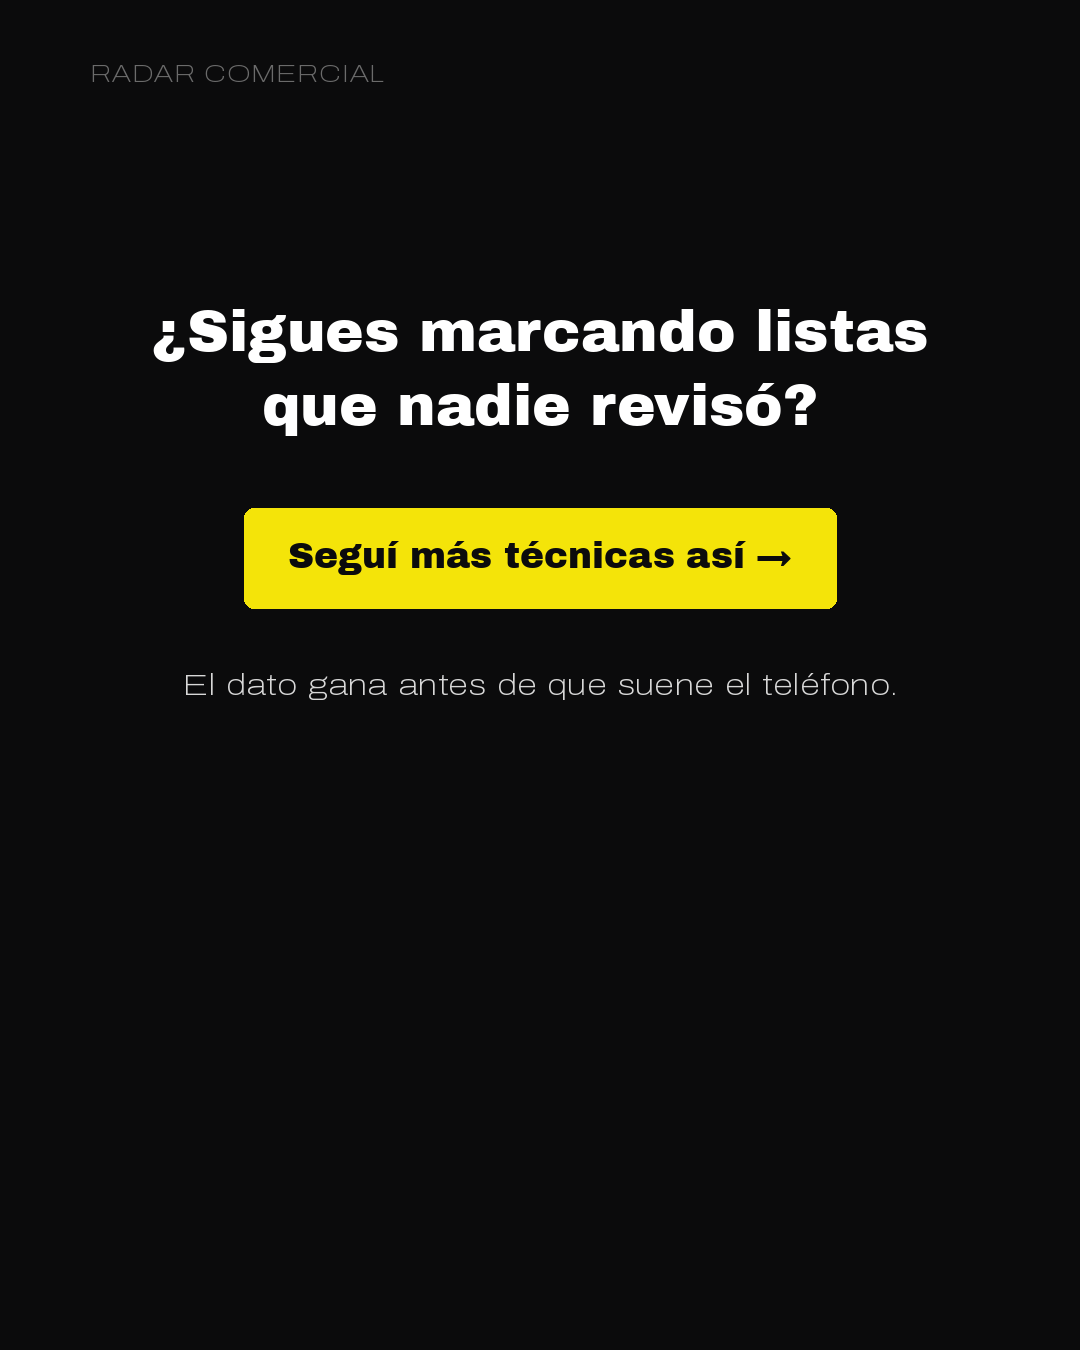 RADAR COMERCIAL
¿Sigues marcando listas
que nadie revisó?
Seguí más técnicas así →
El dato gana antes de que suene el teléfono.